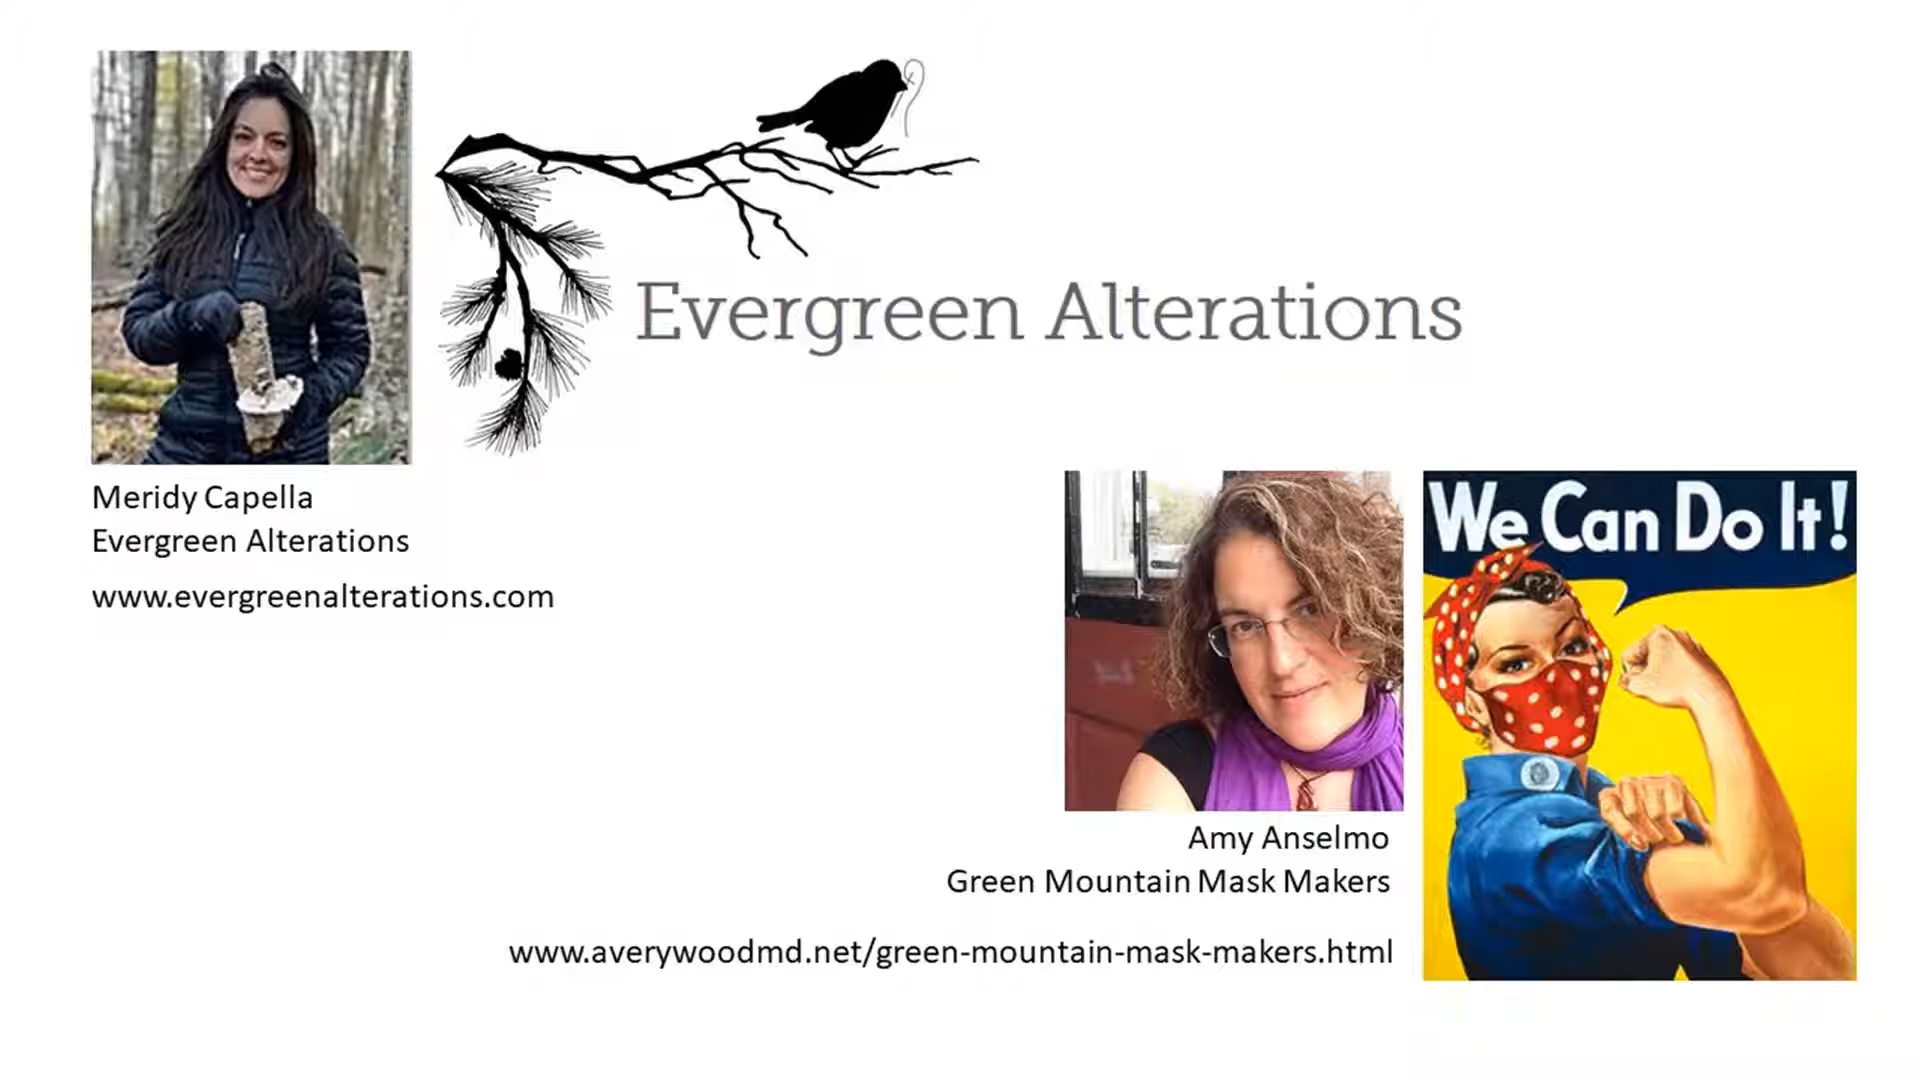 Evergreen Alterations
Meridy Capella
Evergreen Alterations
www.evergreenalterations.com
We Can Do It!
Amy Anselmo
Green Mountain Mask Makers
www.averywoodmd.net/green-mountain-mask-makers.html